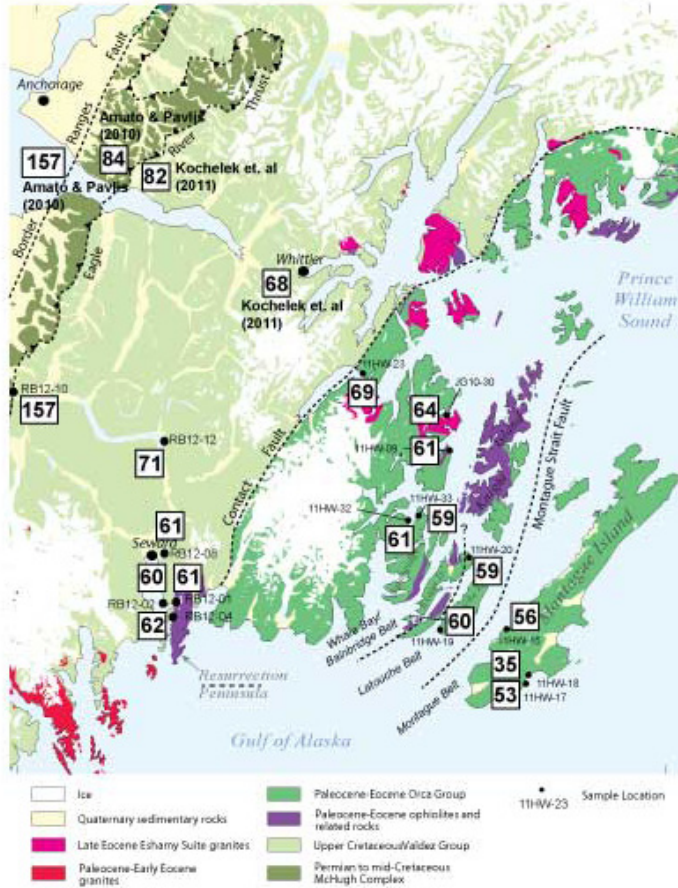 Anchorage
Fault
Ranges
Amato & Pavlis
(2010)
84
River
Thrust
157
Amato & Pavlis
(2010)
82
Kochelek et. al
(2011)
Border
Eagle
Whittler
68
Kochelek et. al
(2011)
Prince
William
Sound
RB12-10
157
11HW-23
69
JG10-30
64
RB12-12
71
11HW-09
61
Contact
Fault
?
Montague Strait Fault
11HW-33
59
11HW-32
61
61
Seward
RB12-08
60
61
RB12-02
RB12-01
62
RB12-04
?
11HW-20
59
Montague Island
Whale Bay/
Bainbridge Belt
60
11HW-19
56
11HW-15
Latouche Belt
35
11HW-18
53
11HW-17
Montague Belt
Resurrection
Peninsula
Gulf of Alaska
Ice
Quaternary sedimentary rocks
Late Eocene Eshamy Suite granites
Paleocene-Early Eocene
granites
Paleocene-Eocene Orca Group
Paleocene-Eocene ophiolites and
related rocks
Upper CretaceousValdez Group
Permian to mid-Cretaceous
McHugh Complex
11HW-23
Sample Location